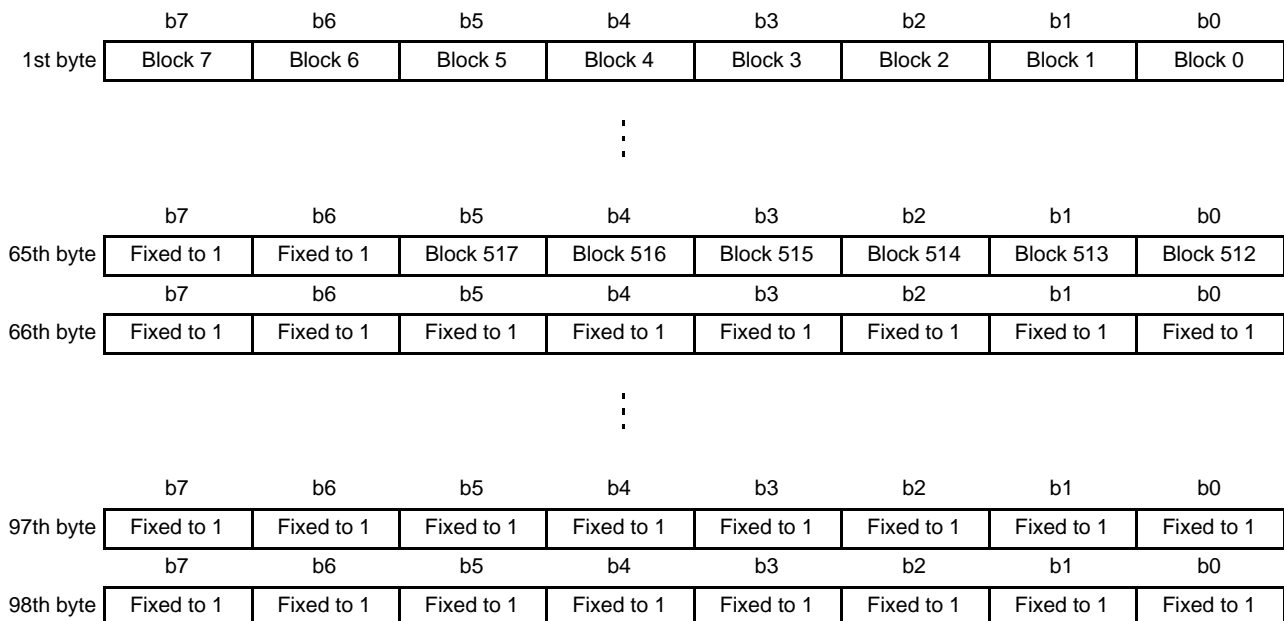 b7 b6 b5 b4 b3 b2 b1 b0
1st byte Block 7 Block 6 Block 5 Block 4 Block 3 Block 2 Block 1 Block 0
b7 b6 b5 b4 b3 b2 b1 b0
65th byte Fixed to 1 Fixed to 1 Block 517 Block 516 Block 515 Block 514 Block 513 Block 512
b7 b6 b5 b4 b3 b2 b1 b0
66th byte Fixed to 1 Fixed to 1 Fixed to 1 Fixed to 1 Fixed to 1 Fixed to 1 Fixed to 1 Fixed to 1
b7 b6 b5 b4 b3 b2 b1 b0
97th byte Fixed to 1 Fixed to 1 Fixed to 1 Fixed to 1 Fixed to 1 Fixed to 1 Fixed to 1 Fixed to 1
b7 b6 b5 b4 b3 b2 b1 b0
98th byte Fixed to 1 Fixed to 1 Fixed to 1 Fixed to 1 Fixed to 1 Fixed to 1 Fixed to 1 Fixed to 1